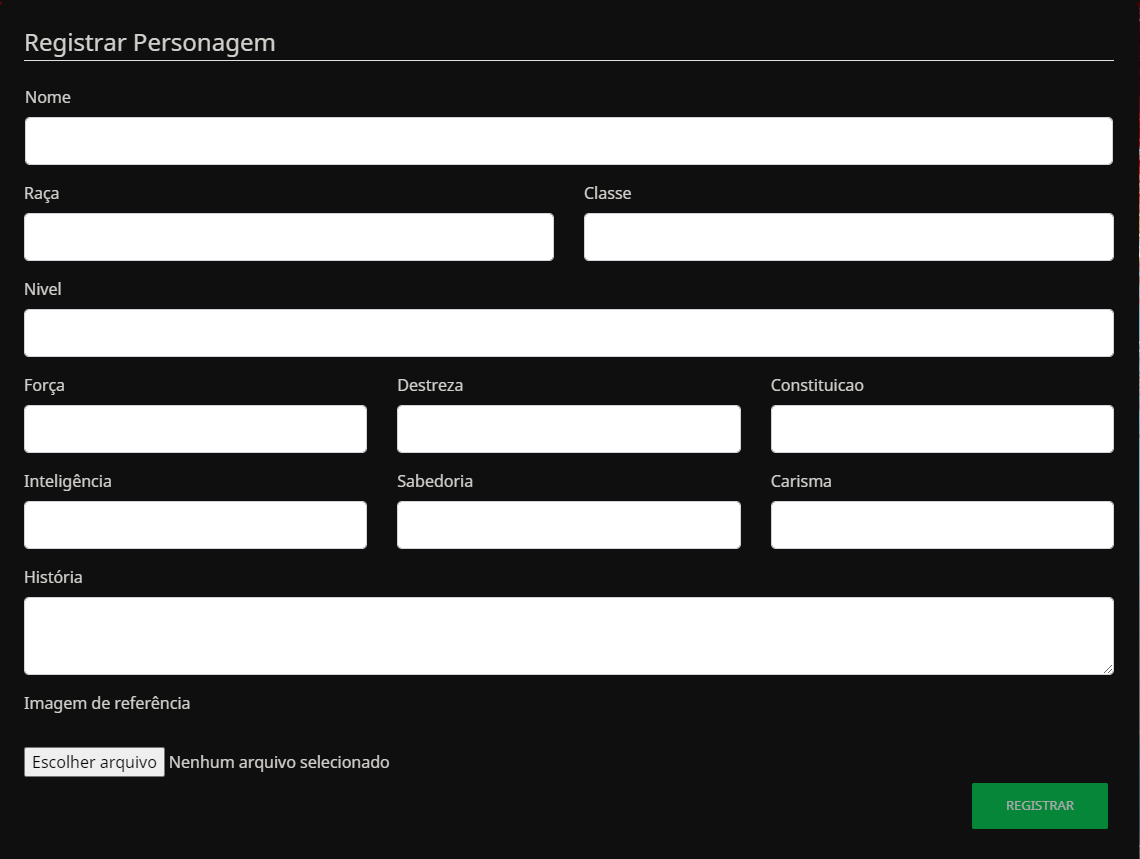 Registrar Personagem
Nome
Raça Classe
Nivel
Força Destreza Constituicao
Inteligência Sabedoria Carisma
História
Imagem de referência
Escolher arquivo Nenhum arquivo selecionado
REGISTRAR